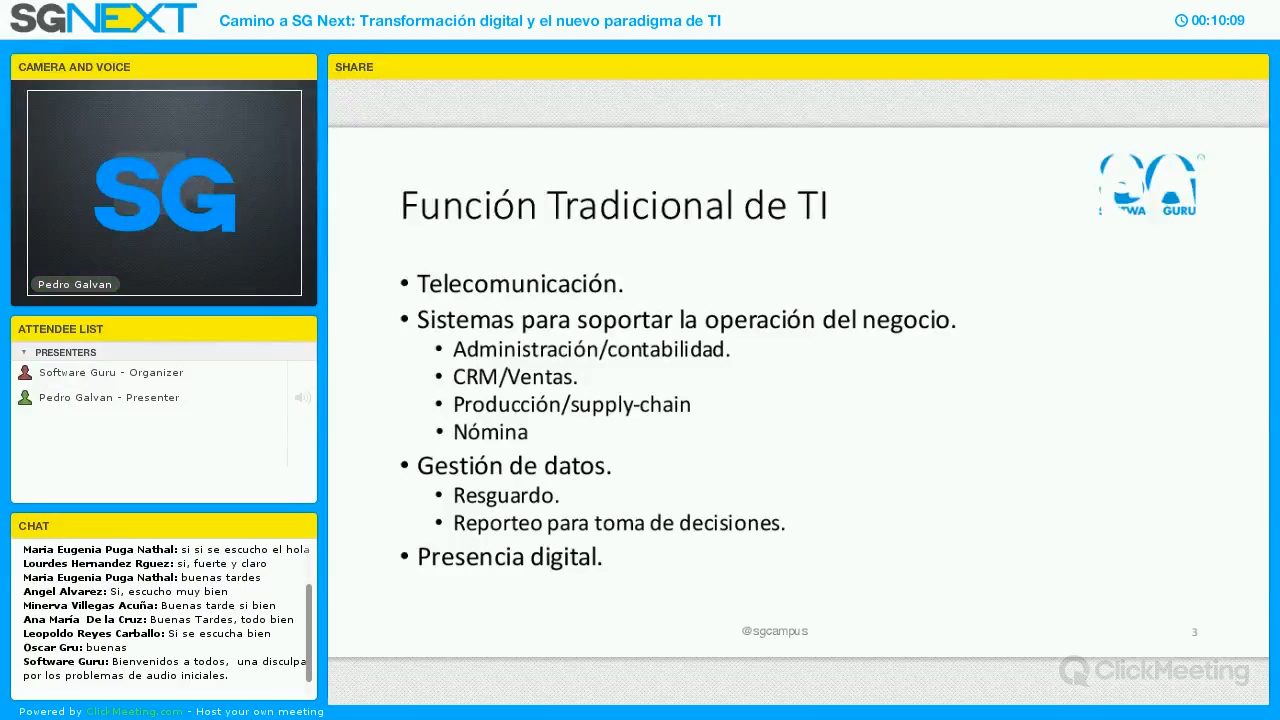 SGNEXT
Camino a SG Next: Transformación digital y el nuevo paradigma de TI
00:10:09
CAMERA AND VOICE
SG
Pedro Galvan
ATTENDEE LIST
PRESENTERS
Software Guru - Organizer
Pedro Galvan - Presenter
CHAT
Maria Eugenia Puga Nathal: si si se escucho el hola
Lourdes Hernandez Rguez: si, fuerte y claro
Maria Eugenia Puga Nathal: buenas tardes
Angel Alvarez: Si, escucho muy bien
Minerva Villegas Acuña: Buenas tarde si bien
Ana María De la Cruz: Buenas Tardes, todo bien
Leopoldo Reyes Carballo: Si se escucha bien
Oscar Gru: buenas
Software Guru: Bienvenidos a todos, una disculpa
por los problemas de audio iniciales.
Powered by ClickMeeting.com - Host your own meeting
SHARE
Función Tradicional de TI
• Telecomunicación.
• Sistemas para soportar la operación del negocio.
• Administración/contabilidad.
• CRM/Ventas.
• Producción/supply-chain
• Nómina
• Gestión de datos.
• Resguardo.
• Reporteo para toma de decisiones.
• Presencia digital.
@sgcampus
3
GURU
ClickMeeting